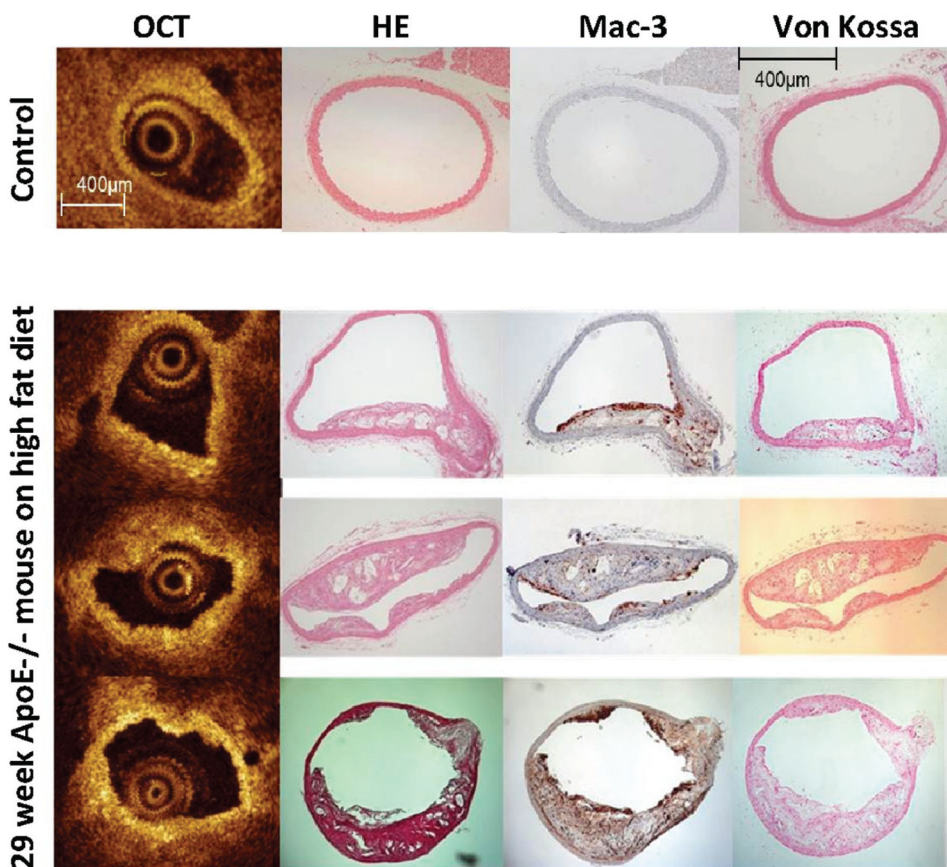 OCT HE Mac-3 Von Kossa
Control
400µm
400µm
29 week ApoE-/- mouse on high fat diet